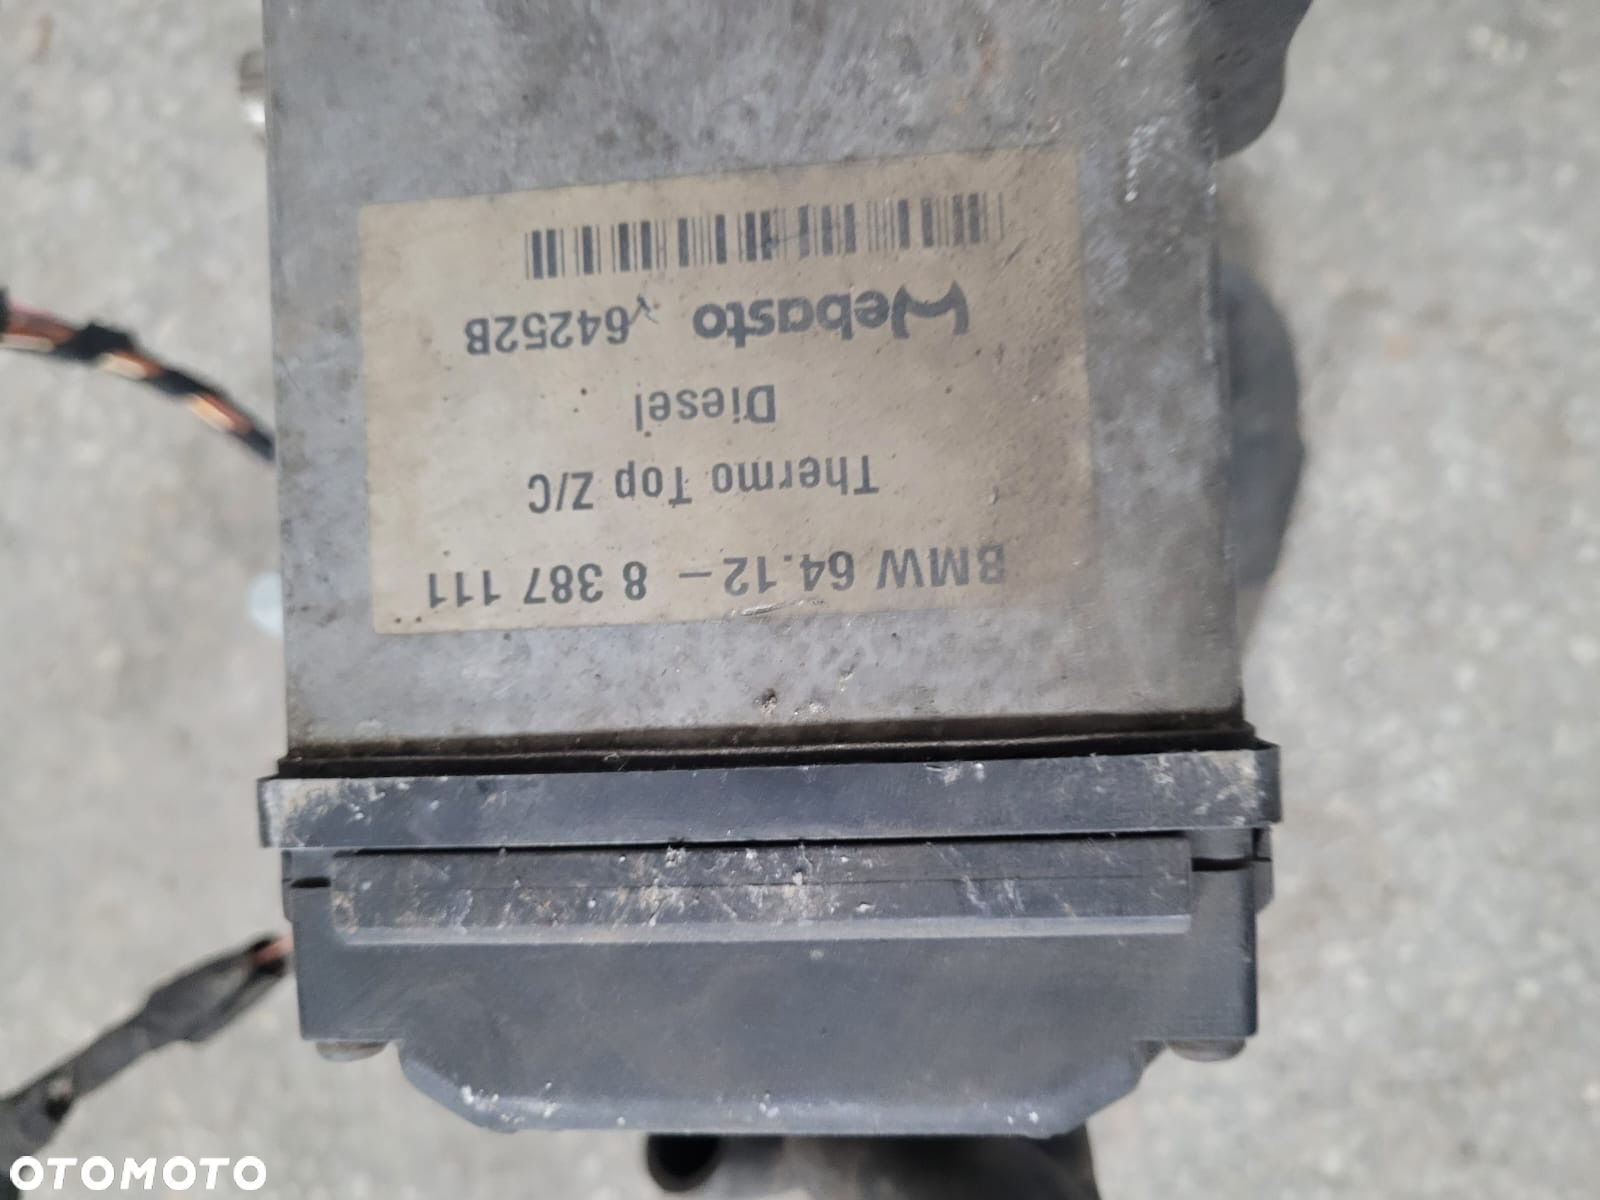 BMW 64.12 – 8 387 111
Thermo Top Z/C
Diesel
Webasto 64252B
OTOMOTO